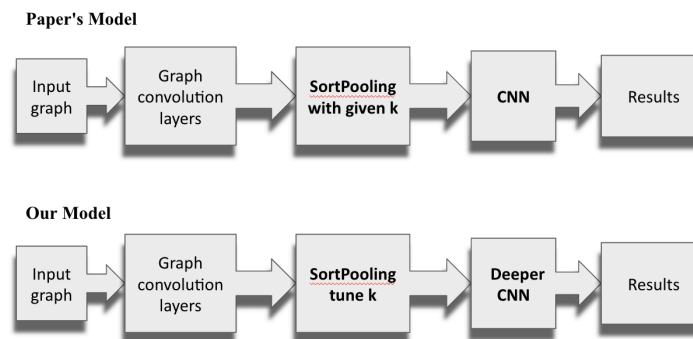 Paper's Model
Input
graph
Graph
convolution
layers
SortPooling
with given k
CNN
Results
Our Model
Input
graph
Graph
convolution
layers
SortPooling
tune k
Deeper
CNN
Results